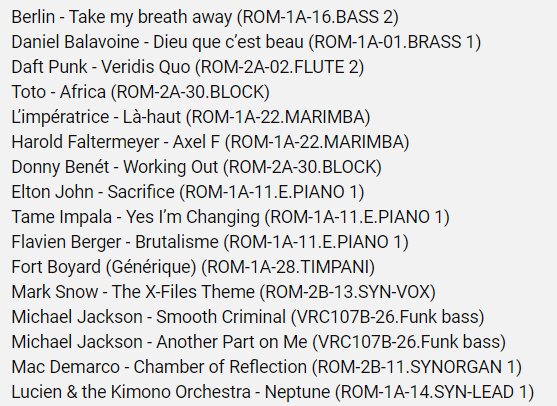 Berlin - Take my breath away (ROM-1A-16.BASS 2)
Daniel Balavoine - Dieu que c’est beau (ROM-1A-01.BRASS 1)
Daft Punk - Veridis Quo (ROM-2A-02.FLUTE 2)
Toto - Africa (ROM-2A-30.BLOCK)
L’impératrice - Là-haut (ROM-1A-22.MARIMBA)
Harold Faltermeyer - Axel F (ROM-1A-22.MARIMBA)
Donny Benét - Working Out (ROM-2A-30.BLOCK)
Elton John - Sacrifice (ROM-1A-11.E.PIANO 1)
Tame Impala - Yes I’m Changing (ROM-1A-11.E.PIANO 1)
Flavien Berger - Brutalisme (ROM-1A-11.E.PIANO 1)
Fort Boyard (Générique) (ROM-1A-28.TIMPANI)
Mark Snow - The X-Files Theme (ROM-2B-13.SYN-VOX)
Michael Jackson - Smooth Criminal (VRC107B-26.Funk bass)
Michael Jackson - Another Part on Me (VRC107B-26.Funk bass)
Mac Demarco - Chamber of Reflection (ROM-2B-11.SYNORGAN 1)
Lucien & the Kimono Orchestra - Neptune (ROM-1A-14.SYN-LEAD 1)